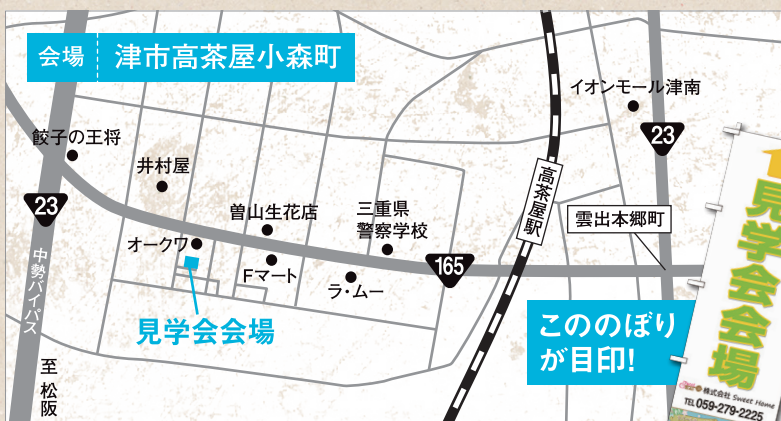 会場 津市高茶屋小森町
イオンモール津南
23
餃子の王将
井村屋
23
曽山生花店
三重県
警察学校
高茶屋駅
雲出本郷町
オークワ
Fマート
ラ・ムー
165
中勢バイパス
見学会会場
至 松阪
こののぼり
が目印!
見学会会場
株式会社 Sweet Home
TEL 059-279-2225